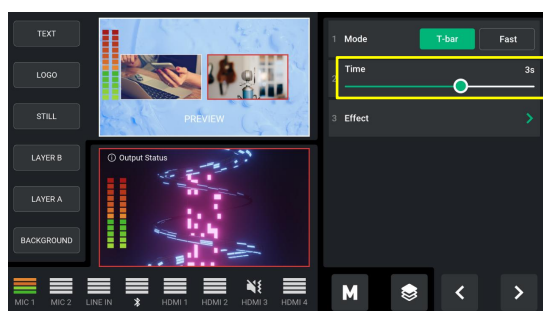 TEXT
LOGO
STILL
LAYER B
LAYER A
BACKGROUND
PREVIEW
Output Status
MIC 1 MIC 2 LINE IN HDMI 1 HDMI 2 HDMI 3 HDMI 4
1 Mode T-bar Fast
2 Time 3s
3 Effect
M